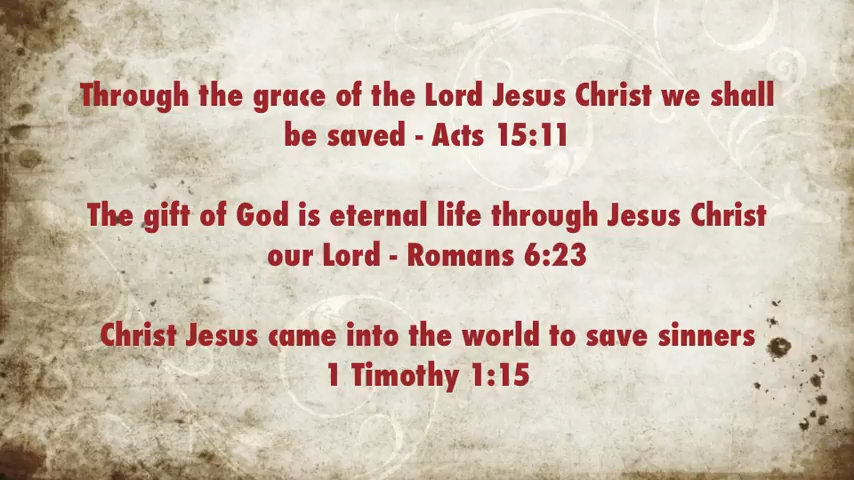 Through the grace of the Lord Jesus Christ we shall
be saved - Acts 15:11
The gift of God is eternal life through Jesus Christ
our Lord - Romans 6:23
Christ Jesus came into the world to save sinners
1 Timothy 1:15